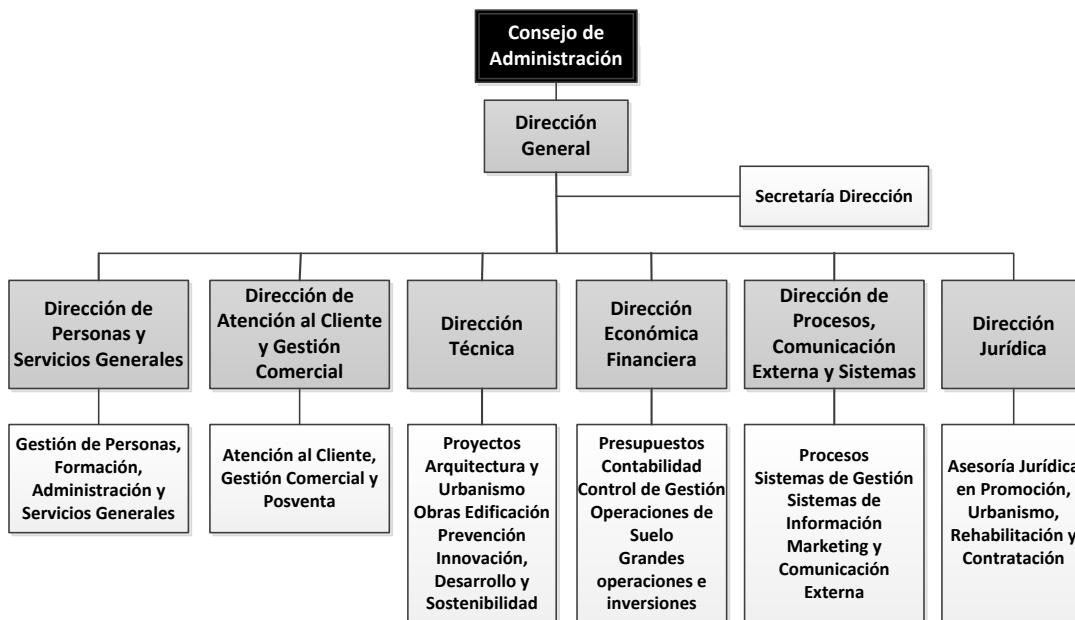 Consejo de
Administración
Dirección
General
Secretaría Dirección
Dirección de
Personas y
Servicios Generales
Dirección de
Atención al Cliente
y Gestión
Comercial
Dirección
Técnica
Dirección
Económica
Financiera
Dirección de
Procesos,
Comunicación
Externa y Sistemas
Dirección
Jurídica
Gestión de Personas,
Formación,
Administración y
Servicios Generales
Atención al Cliente,
Gestión Comercial y
Posventa
Proyectos
Arquitectura y
Urbanismo
Obras Edificación
Prevención
Innovación,
Desarrollo y
Sostenibilidad
Presupuestos
Contabilidad
Control de Gestión
Operaciones de
Suelo
Grandes
operaciones e
inversiones
Procesos
Sistemas de Gestión
Sistemas de
Información
Marketing y
Comunicación
Externa
Asesoría Jurídica
en Promoción,
Urbanismo,
Rehabilitación y
Contratación